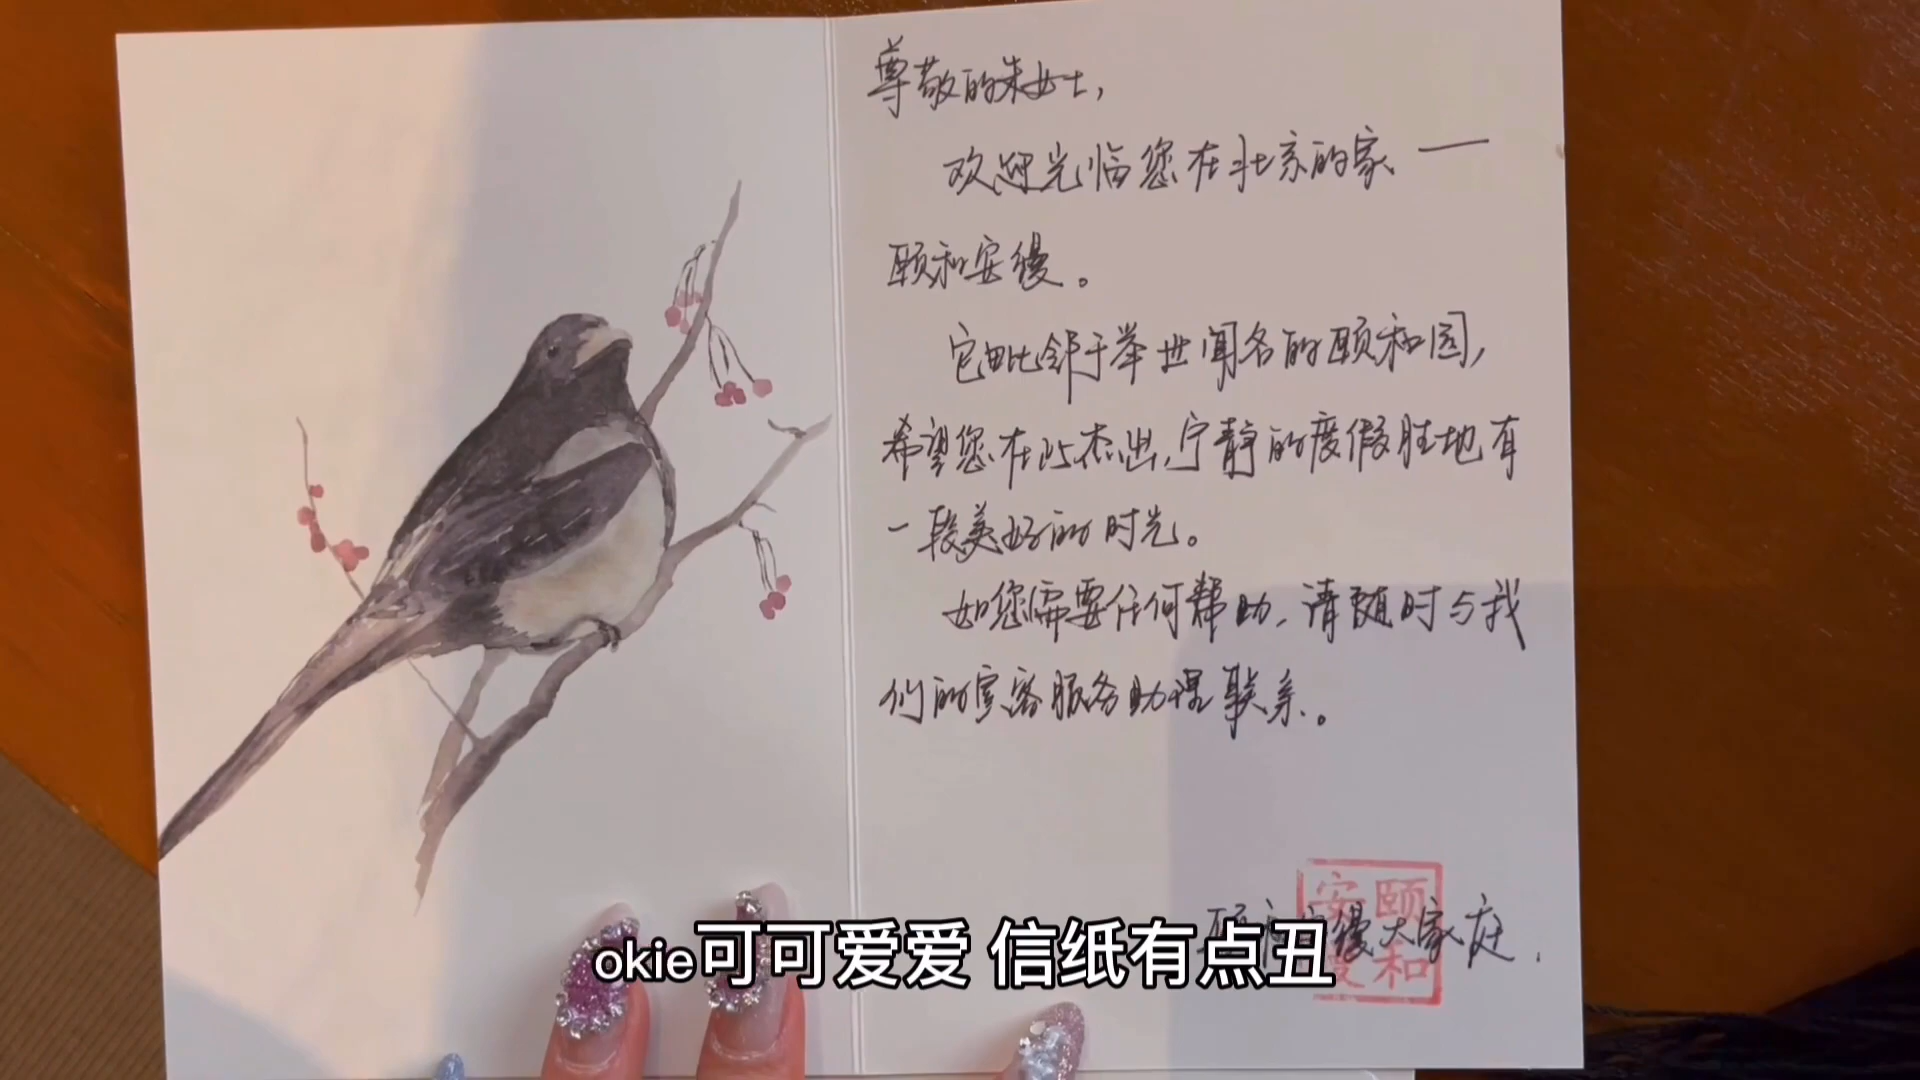 尊敬的朱女士，
欢迎光临您在北京的家 ——
颐和安缦。
它毗邻于举世闻名的颐和园，
希望您在此杰出、宁静的度假胜地有
一段美好的时光。
如您需要任何帮助，请随时与我
们的宾客服务助理联系。
颐和安缦大家庭.
颐和安缦
okie可可爱爱 信纸有点丑